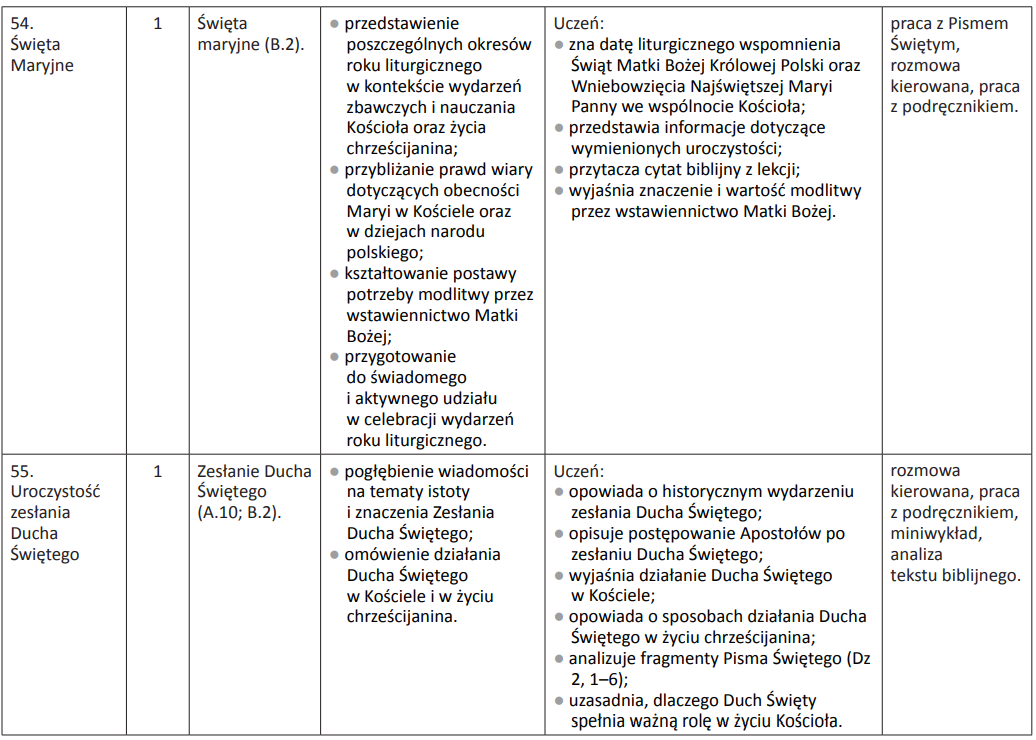 54.
Święta
Maryjne
1
Święta
maryjne (B.2).
● przedstawienie
poszczególnych okresów
roku liturgicznego
w kontekście wydarzeń
zbawczych i nauczania
Kościoła oraz życia
chrześcijanina;
● przybliżanie prawd wiary
dotyczących obecności
Maryi w Kościele oraz
w dziejach narodu
polskiego;
● kształtowanie postawy
potrzeby modlitwy przez
wstawiennictwo Matki
Bożej;
● przygotowanie
do świadomego
i aktywnego udziału
w celebracji wydarzeń
roku liturgicznego.
Uczeń:
● zna datę liturgicznego wspomnienia
Świąt Matki Bożej Królowej Polski oraz
Wniebowzięcia Najświętszej Maryi
Panny we wspólnocie Kościoła;
● przedstawia informacje dotyczące
wymienionych uroczystości;
● przytacza cytat biblijny z lekcji;
● wyjaśnia znaczenie i wartość modlitwy
przez wstawiennictwo Matki Bożej.
praca z Pismem
Świętym,
rozmowa
kierowana, praca
z podręcznikiem.
55.
Uroczystość
zesłania
Ducha
Świętego
1
Zesłanie Ducha
Świętego
(A.10; B.2).
● pogłębienie wiadomości
na tematy istoty
i znaczenia Zesłania
Ducha Świętego;
● omówienie działania
Ducha Świętego
w Kościele i w życiu
chrześcijanina.
Uczeń:
● opowiada o historycznym wydarzeniu
zesłania Ducha Świętego;
● opisuje postępowanie Apostołów po
zesłaniu Ducha Świętego;
● wyjaśnia działanie Ducha Świętego
w Kościele;
● opowiada o sposobach działania Ducha
Świętego w życiu chrześcijanina;
● analizuje fragmenty Pisma Świętego (Dz
2, 1–6);
● uzasadnia, dlaczego Duch Święty
spełnia ważną rolę w życiu Kościoła.
rozmowa
kierowana, praca
z podręcznikiem,
miniwykład,
analiza
tekstu biblijnego.